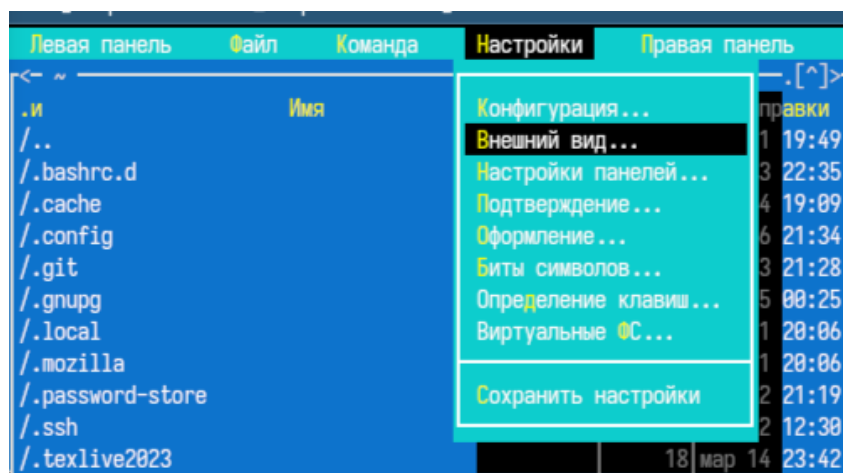 Левая панель Файл Команда Настройки Правая панель
<- ~ .[^]>
.и Имя Конфигурация... правки
/.. Внешний вид... 1 19:49
/.bashrc.d Настройки панелей... 3 22:35
/.cache Подтверждение... 4 19:09
/.config Оформление... 6 21:34
/.git Биты символов... 3 21:28
/.gnupg Определение клавиш... 5 00:25
/.local Виртуальные ФС... 1 20:06
/.mozilla 1 20:06
/.password-store Сохранить настройки 2 21:19
/.ssh 2 12:30
/.texlive2023 18 мар 14 23:42